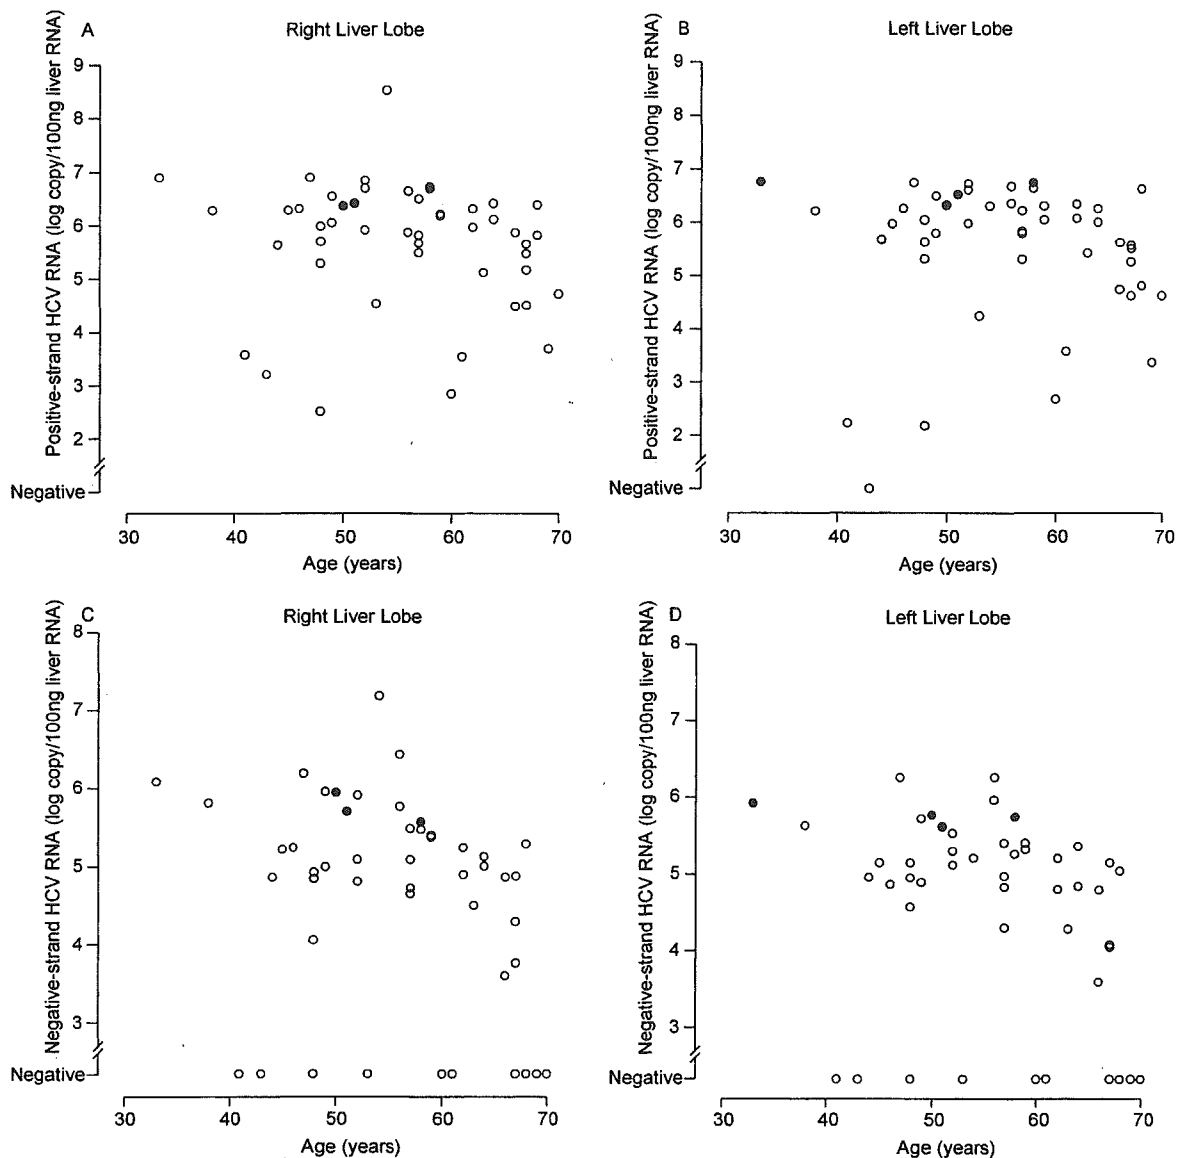 A
Right Liver Lobe
Positive-strand HCV RNA (log copy/100ng liver RNA)
9
8
7
6
5
4
3
2
Negative
30 40 50 60 70
Age (years)
B
Left Liver Lobe
Positive-strand HCV RNA (log copy/100ng liver RNA)
9
8
7
6
5
4
3
2
Negative
30 40 50 60 70
Age (years)
C
Right Liver Lobe
Negative-strand HCV RNA (log copy/100ng liver RNA)
8
7
6
5
4
3
Negative
30 40 50 60 70
Age (years)
D
Left Liver Lobe
Negative-strand HCV RNA (log copy/100ng liver RNA)
8
7
6
5
4
3
Negative
30 40 50 60 70
Age (years)